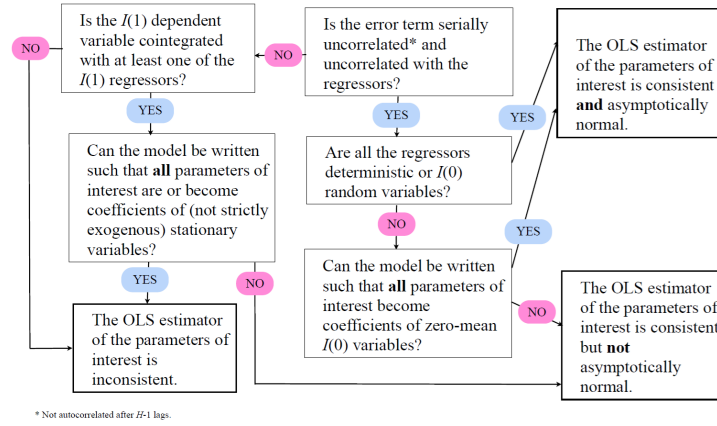 Is the I(1) dependent
variable cointegrated
with at least one of the
I(1) regressors?
NO
YES
Can the model be written
such that all parameters of
interest are or become
coefficients of (not strictly
exogenous) stationary
variables?
YES
NO
The OLS estimator
of the parameters of
interest is
inconsistent.
Is the error term serially
uncorrelated* and
uncorrelated with the
regressors?
NO
YES
Are all the regressors
deterministic or I(0)
random variables?
YES
NO
Can the model be written
such that all parameters of
interest become
coefficients of zero-mean
I(0) variables?
YES
NO
The OLS estimator
of the parameters of
interest is consistent
and asymptotically
normal.
The OLS estimator
of the parameters of
interest is consistent
but not
asymptotically
normal.
* Not autocorrelated after H-1 lags.